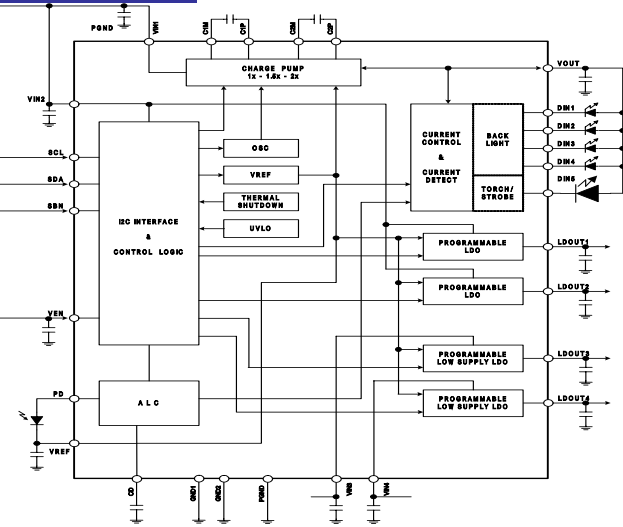 PGND
VIN1
C1M
C1P
C2M
C2P
CHARGE PUMP
1x - 1.5x - 2x
VOUT
VIN2
DIN1
DIN2
DIN3
DIN4
DIN5
CURRENT
CONTROL
&
CURRENT
DETECT
BACK
LIGHT
TORCH/
STROBE
SCL
SDA
SBN
OSC
VREF
THERMAL
SHUTDOWN
UVLO
I2C INTERFACE
&
CONTROL LOGIC
PROGRAMMABLE
LDO
LDOUT1
PROGRAMMABLE
LDO
LDOUT2
VEN
PROGRAMMABLE
LOW SUPPLY LDO
LDOUT3
PROGRAMMABLE
LOW SUPPLY LDO
LDOUT4
PD
ALC
VREF
CD
GND1
GND2
PGND
VIN3
VIN4